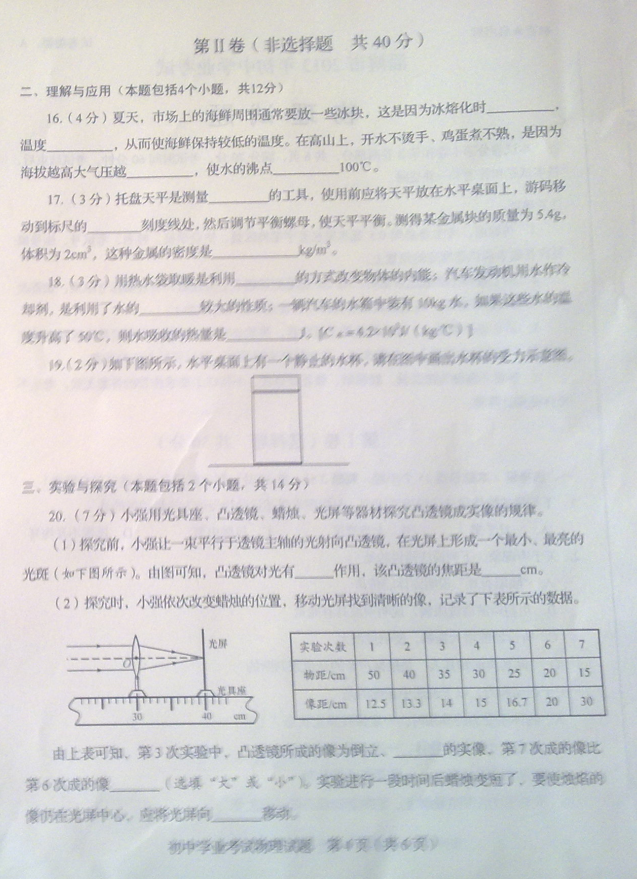 第Ⅱ卷（非选择题 共40分）
二、理解与应用（本题包括4个小题，共12分）
16.（4分）夏天，市场上的海鲜周围通常要放一些冰块，这是因为冰熔化时________，
温度________，从而使海鲜保持较低的温度。在高山上，开水不烫手、鸡蛋煮不熟，是因为
海拔越高大气压越________，使水的沸点________100℃。
17.（3分）托盘天平是测量________的工具，使用前应将天平放在水平桌面上，游码移
动到标尺的________刻度线处，然后调节平衡螺母，使天平平衡。测得某金属块的质量为5.4g，
体积为2cm³，这种金属的密度是________kg/m³。
18.（3分）用热水袋取暖是利用________的方式改变物体的内能；汽车发动机用水作冷
却剂，是利用了水的________较大的性质；一辆汽车的水箱中装有10kg水，如果这些水的温
度升高了50℃，则水吸收的热量是________J。[C水=4.2×10³J/（kg·℃）]
19.（2分）如下图所示，水平桌面上有一个静止的水杯，请在图中画出水杯的受力示意图。
三、实验与探究（本题包括2个小题，共14分）
20.（7分）小强用光具座、凸透镜、蜡烛、光屏等器材探究凸透镜成实像的规律。
（1）探究前，小强让一束平行于透镜主轴的光射向凸透镜，在光屏上形成一个最小、最亮的
光斑（如下图所示）。由图可知，凸透镜对光有______作用，该凸透镜的焦距是______cm。
（2）探究时，小强依次改变蜡烛的位置，移动光屏找到清晰的像，记录了下表所示的数据。
光屏
O
光具座
30 40 cm
实验次数 1 2 3 4 5 6 7
物距/cm 50 40 35 30 25 20 15
像距/cm 12.5 13.3 14 15 16.7 20 30
由上表可知，第3次实验中，凸透镜所成的像为倒立、______的实像。第7次成的像比
第6次成的像______（选填“大”或“小”）。实验进行一段时间后蜡烛变短了，要使烛焰的
像仍在光屏中心，应将光屏向______移动。
初中学业考试物理试题 第4页（共6页）